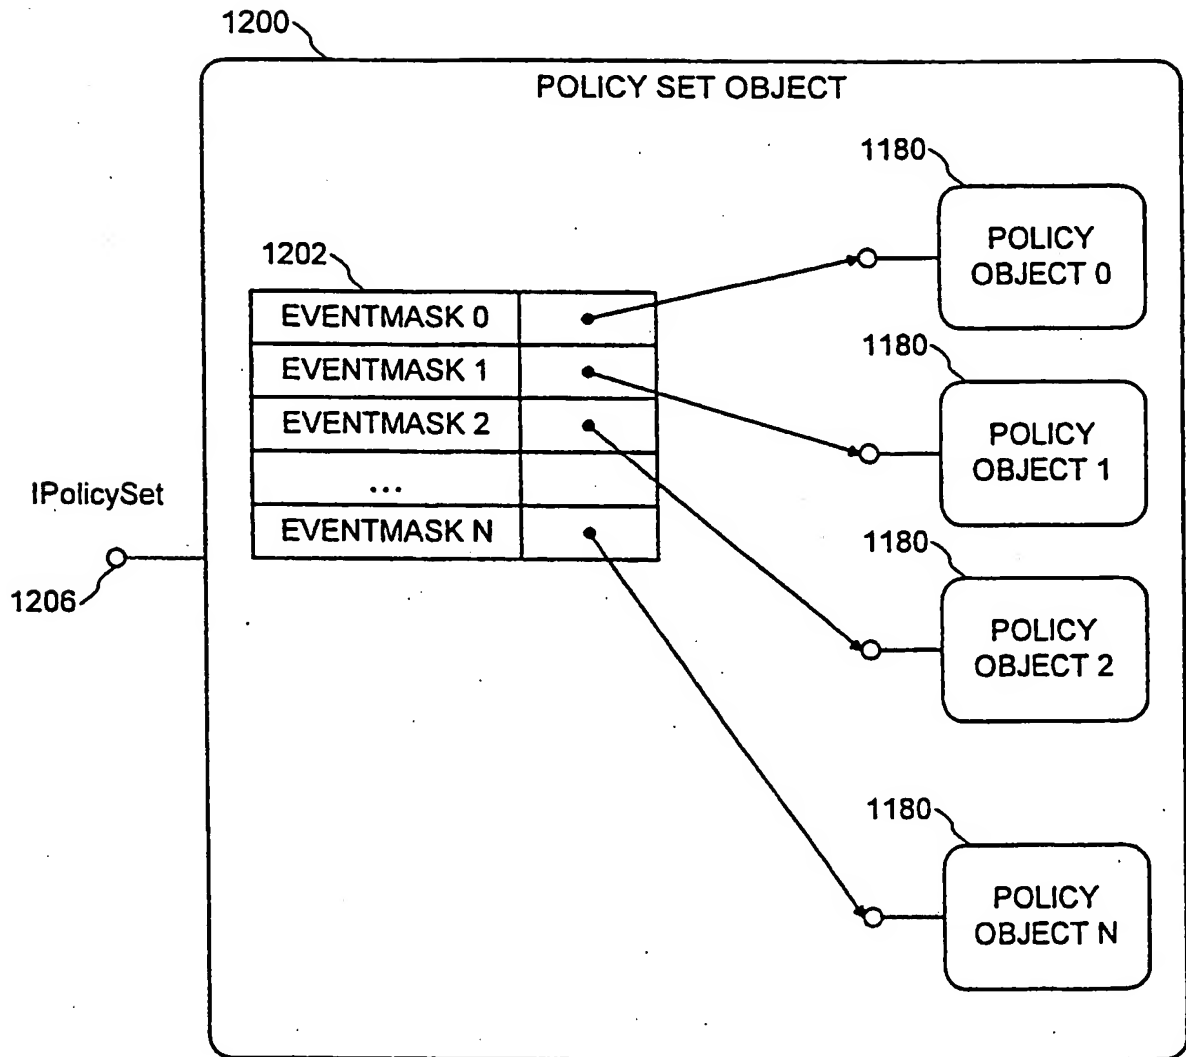 1200
POLICY SET OBJECT
1180
POLICY
OBJECT 0
1202
EVENTMASK 0
EVENTMASK 1
EVENTMASK 2
...
EVENTMASK N
1180
POLICY
OBJECT 1
IPolicySet
1206
1180
POLICY
OBJECT 2
1180
POLICY
OBJECT N